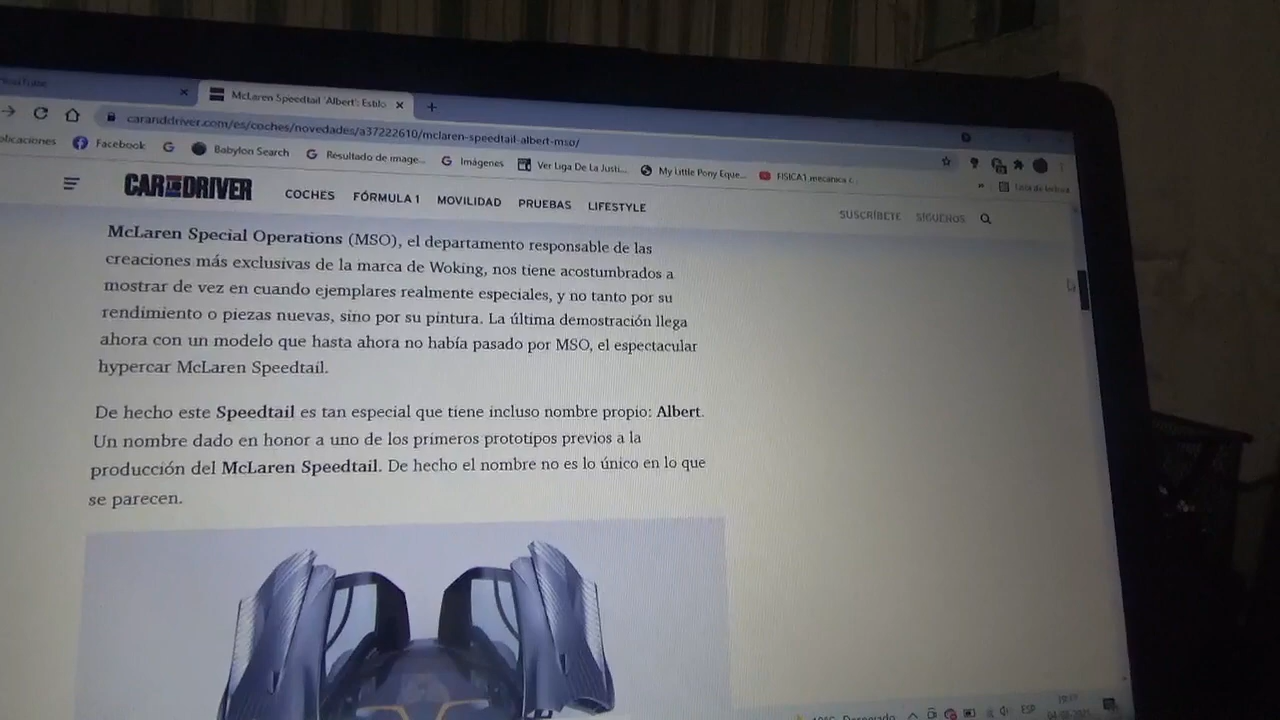 McLaren Speedtail 'Albert': Esblo
caranddriver.com/es/coches/novedades/a37222610/mclaren-speedtail-albert-mso/
Facebook
Babylon Search
Resultado de image...
Imágenes
Ver Liga De La Justi...
My Little Pony Eque...
FISICA1 mecanica c...
CAR AND DRIVER
COCHES
FÓRMULA 1
MOVILIDAD
PRUEBAS
LIFESTYLE
SUSCRÍBETE
SÍGUENOS
McLaren Special Operations (MSO), el departamento responsable de las
creaciones más exclusivas de la marca de Woking, nos tiene acostumbrados a
mostrar de vez en cuando ejemplares realmente especiales, y no tanto por su
rendimiento o piezas nuevas, sino por su pintura. La última demostración llega
ahora con un modelo que hasta ahora no había pasado por MSO, el espectacular
hypercar McLaren Speedtail.
De hecho este Speedtail es tan especial que tiene incluso nombre propio: Albert.
Un nombre dado en honor a uno de los primeros prototipos previos a la
producción del McLaren Speedtail. De hecho el nombre no es lo único en lo que
se parecen.
ESP